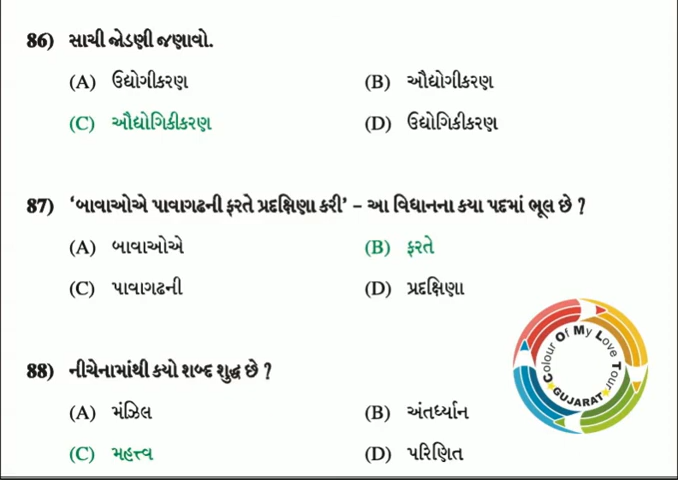 86) સાચી જોડણી જણાવો.
(A) ઉદ્યોગીકરણ (B) ઔદ્યોગીકરણ
(C) ઔદ્યોગિકીકરણ (D) ઉદ્યોગિકીકરણ
87) ‘બાવાઓએ પાવાગઢની ફરતે પ્રદક્ષિણા કરી’ – આ વિધાનના કયા પદમાં ભૂલ છે ?
(A) બાવાઓએ (B) ફરતે
(C) પાવાગઢની (D) પ્રદક્ષિણા
88) નીચેનામાંથી કયો શબ્દ શુદ્ધ છે ?
(A) મંઝિલ (B) અંતર્ધ્યાન
(C) મહત્ત્વ (D) પરિણિત
Colour Of My Love Tour
GUJARAT